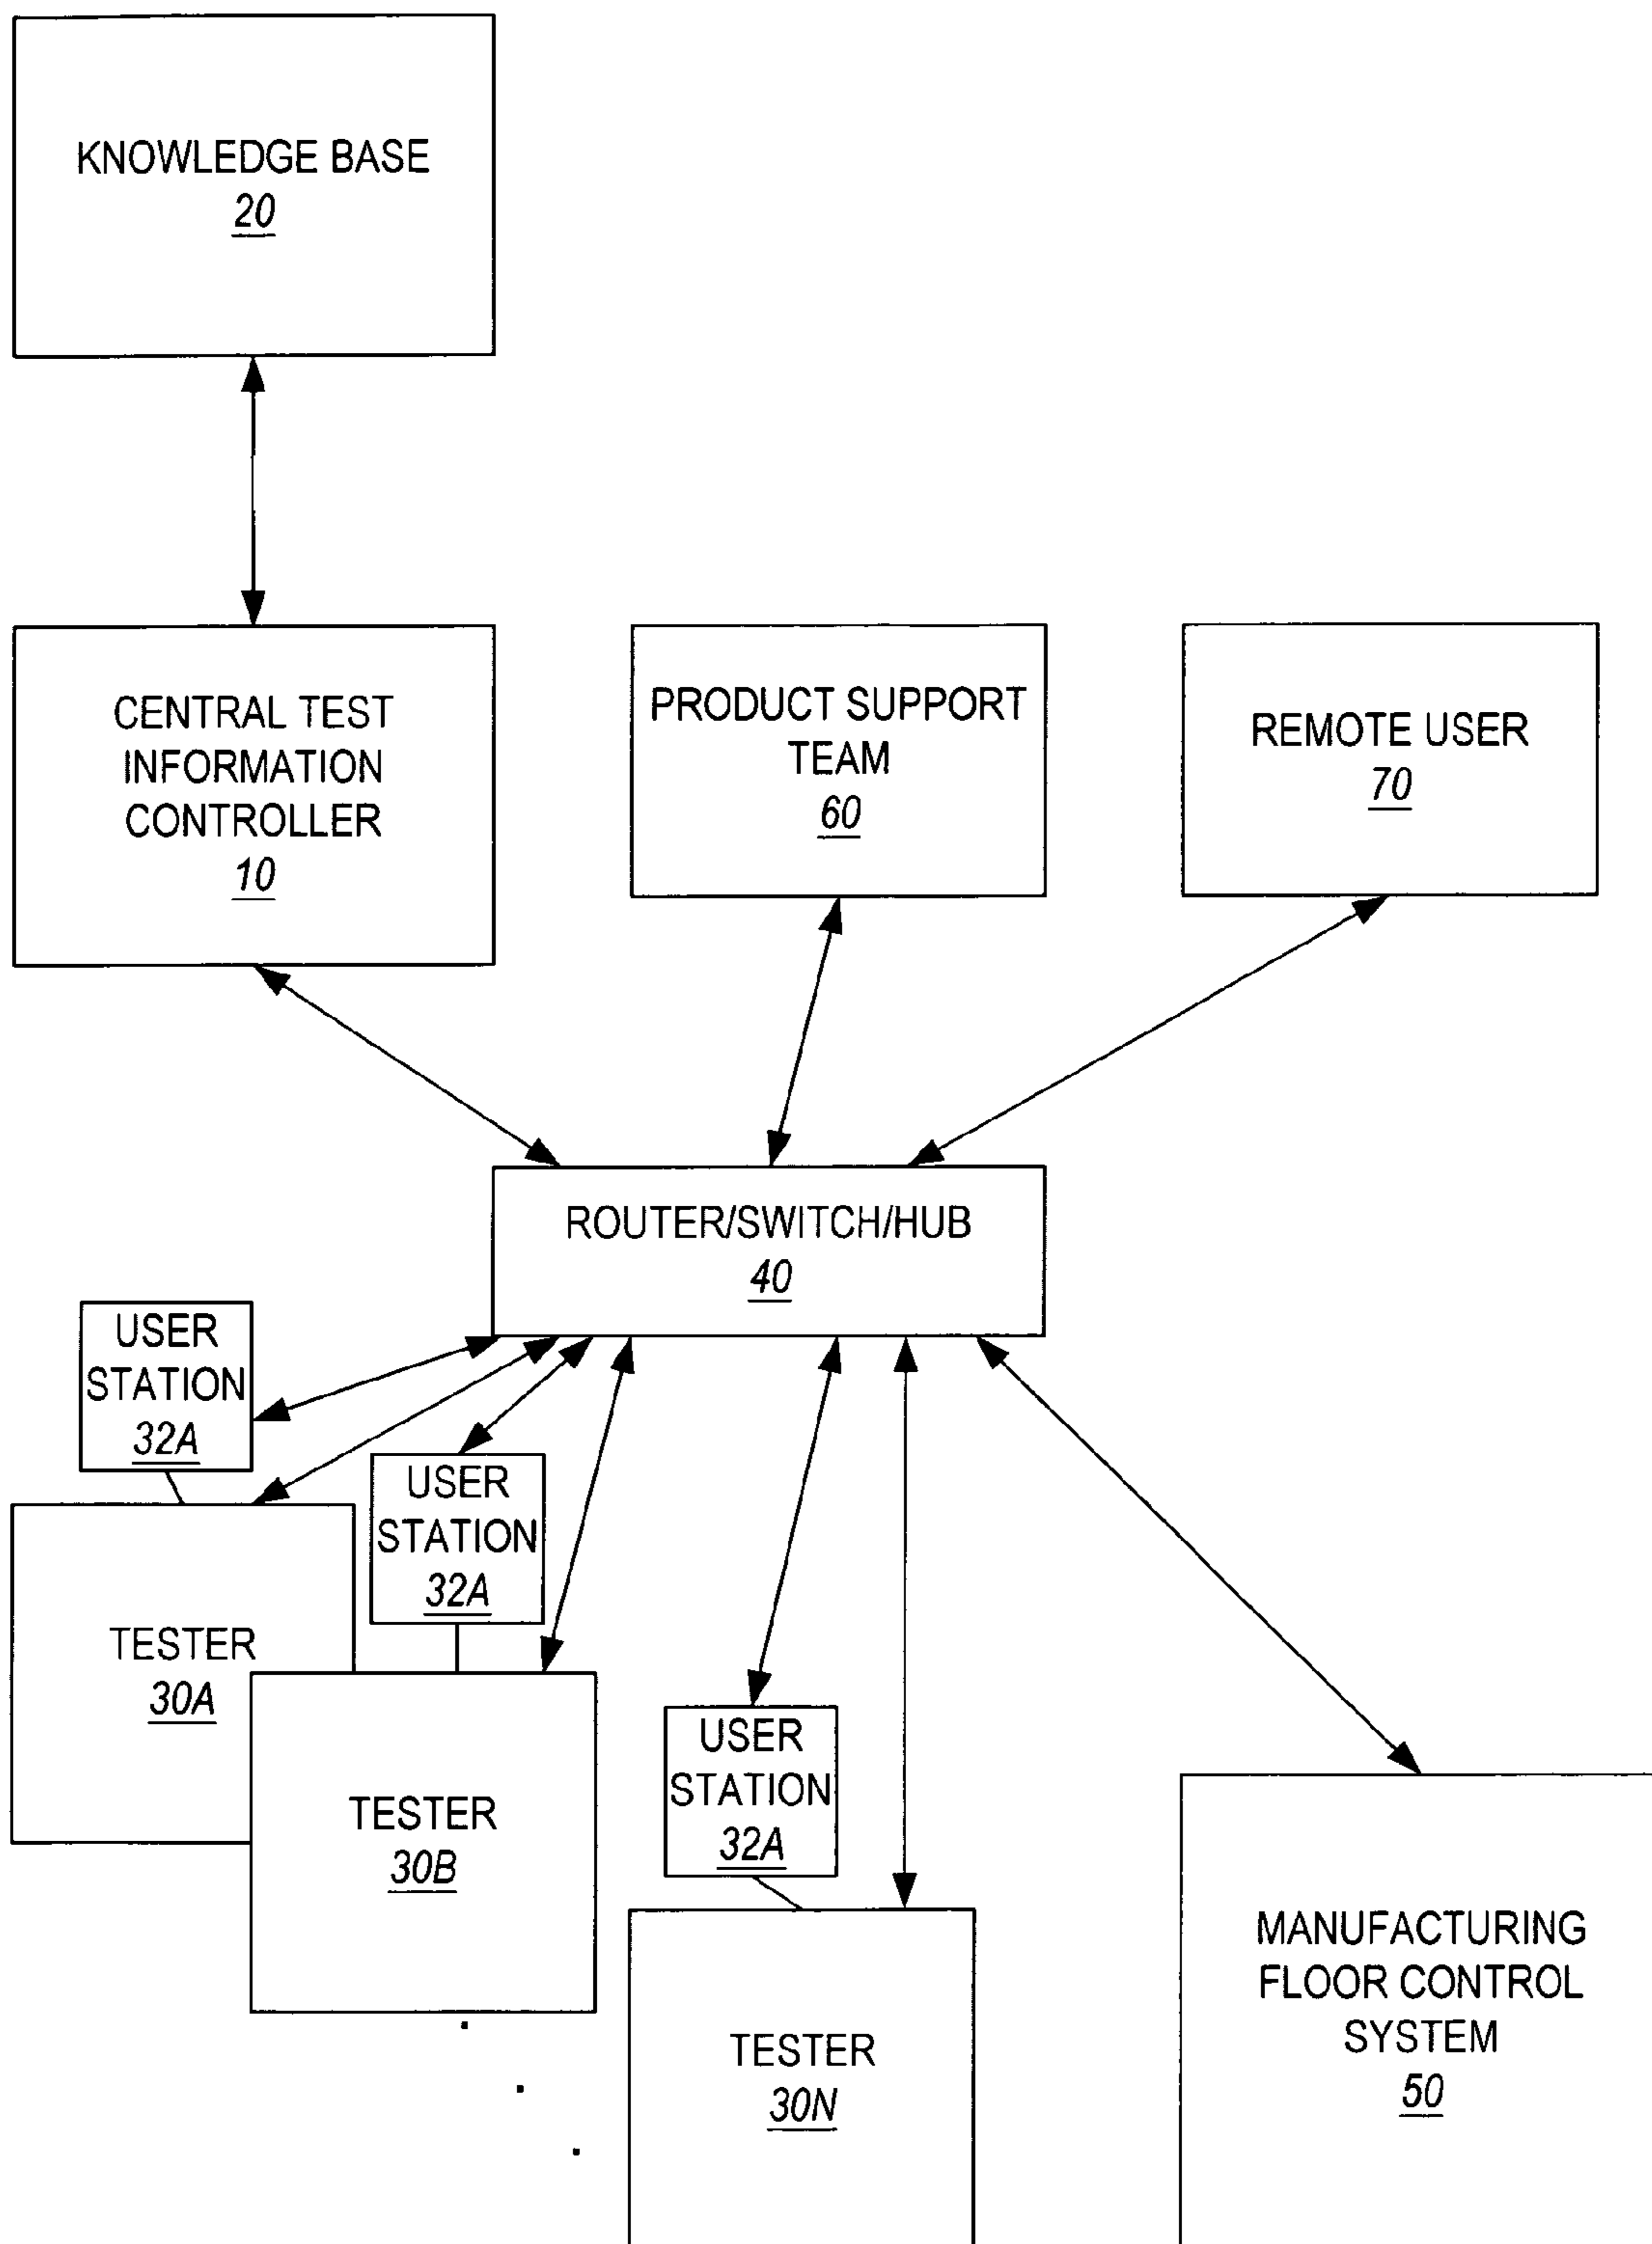 KNOWLEDGE BASE
20
CENTRAL TEST
INFORMATION
CONTROLLER
10
PRODUCT SUPPORT
TEAM
60
REMOTE USER
70
ROUTER/SWITCH/HUB
40
USER
STATION
32A
USER
STATION
32A
TESTER
30A
TESTER
30B
USER
STATION
32A
TESTER
30N
MANUFACTURING
FLOOR CONTROL
SYSTEM
50